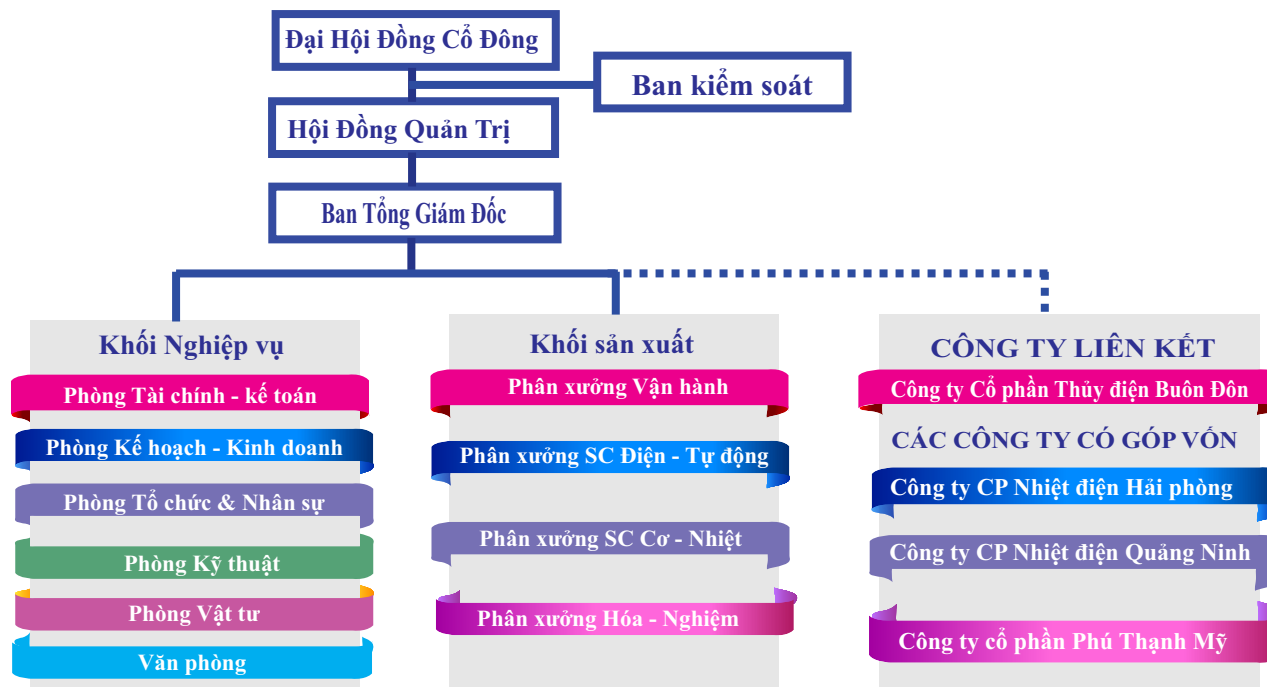 Đại Hội Đồng Cổ Đông
Ban kiểm soát
Hội Đồng Quản Trị
Ban Tổng Giám Đốc
Khối Nghiệp vụ
Phòng Tài chính - kế toán
Phòng Kế hoạch - Kinh doanh
Phòng Tổ chức & Nhân sự
Phòng Kỹ thuật
Phòng Vật tư
Văn phòng
Khối sản xuất
Phân xưởng Vận hành
Phân xưởng SC Điện - Tự động
Phân xưởng SC Cơ - Nhiệt
Phân xưởng Hóa - Nghiệm
CÔNG TY LIÊN KẾT
Công ty Cổ phần Thủy điện Buôn Đôn
CÁC CÔNG TY CÓ GÓP VỐN
Công ty CP Nhiệt điện Hải phòng
Công ty CP Nhiệt điện Quảng Ninh
Công ty cổ phần Phú Thạnh Mỹ